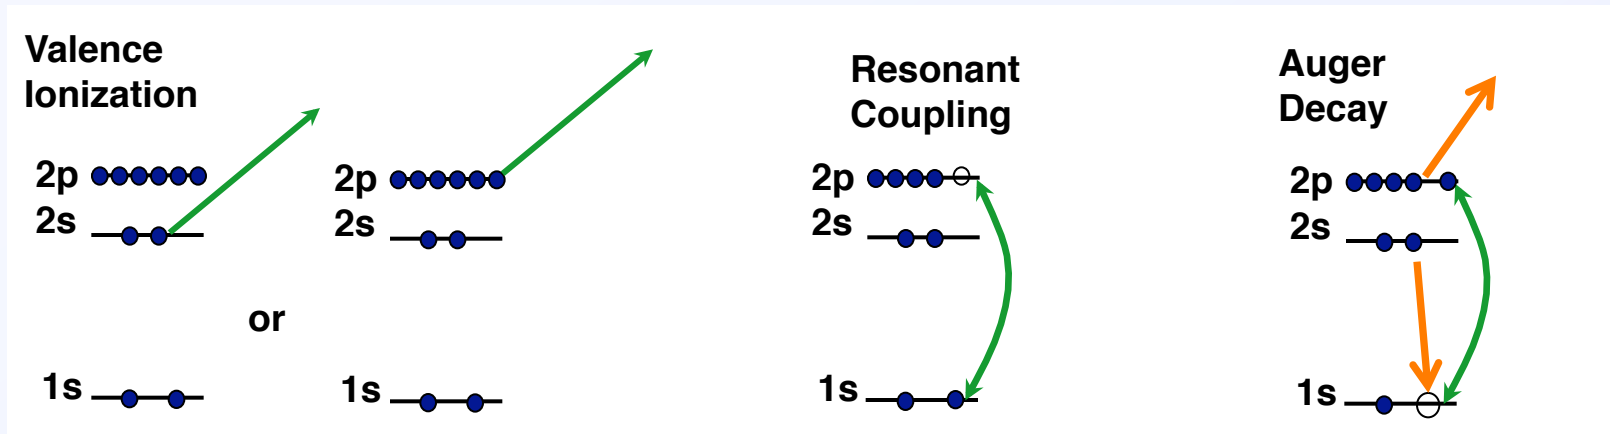 Valence
Ionization
2p
2s
1s
or
2p
2s
1s
Resonant
Coupling
2p
2s
1s
Auger
Decay
2p
2s
1s